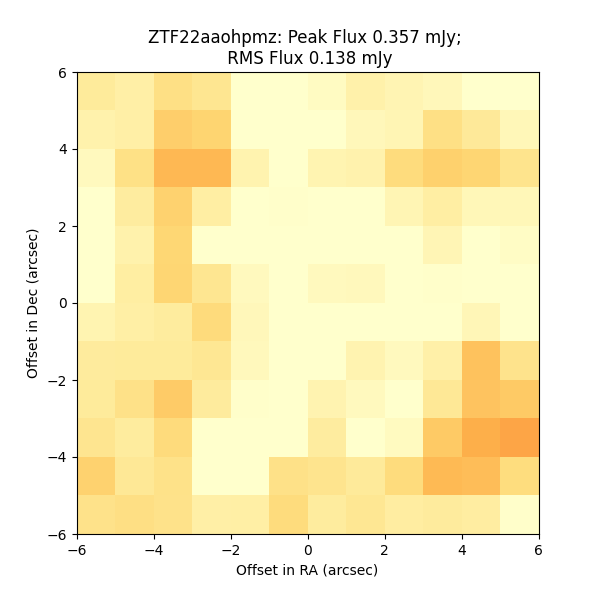 ZTF22aaohpmz: Peak Flux 0.357 mJy;
RMS Flux 0.138 mJy
6
4
2
0
−2
−4
−6
Offset in Dec (arcsec)
−6 −4 −2 0 2 4 6
Offset in RA (arcsec)